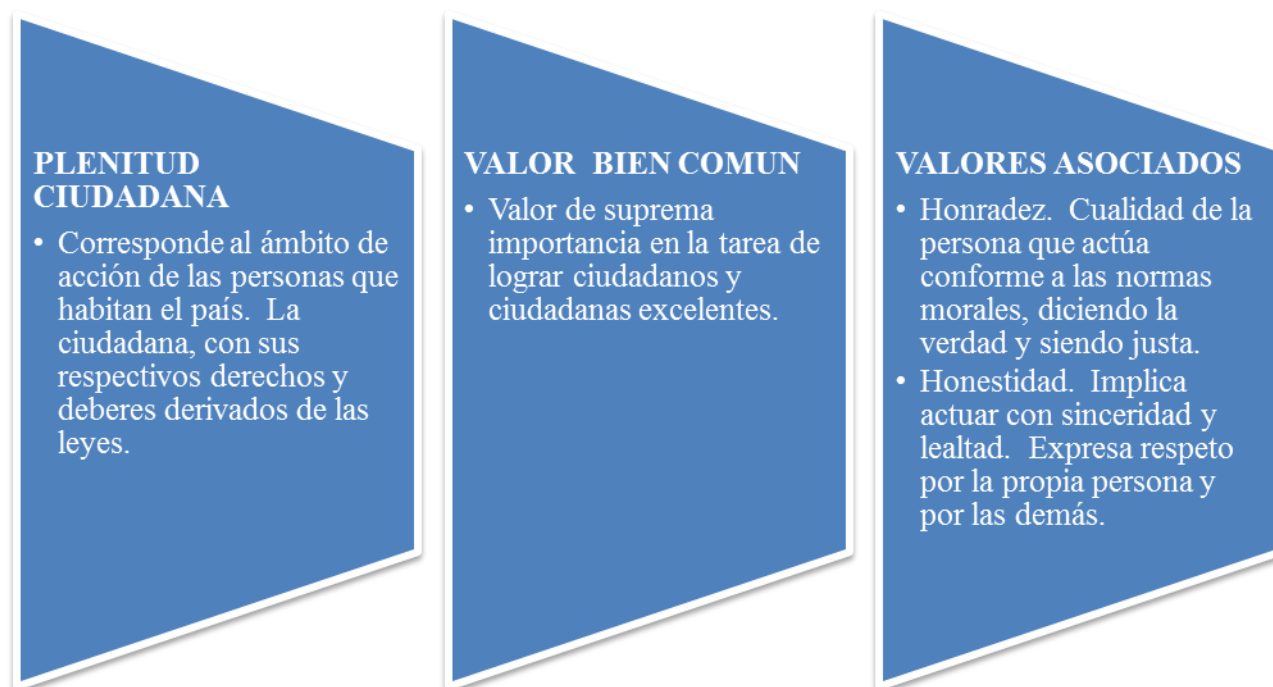 PLENITUD
CIUDADANA
• Corresponde al ámbito de
acción de las personas que
habitan el país. La
ciudadana, con sus
respectivos derechos y
deberes derivados de las
leyes.
VALOR BIEN COMUN
• Valor de suprema
importancia en la tarea de
lograr ciudadanos y
ciudadanas excelentes.
VALORES ASOCIADOS
• Honradez. Cualidad de la
persona que actúa
conforme a las normas
morales, diciendo la
verdad y siendo justa.
• Honestidad. Implica
actuar con sinceridad y
lealtad. Expresa respeto
por la propia persona y
por las demás.